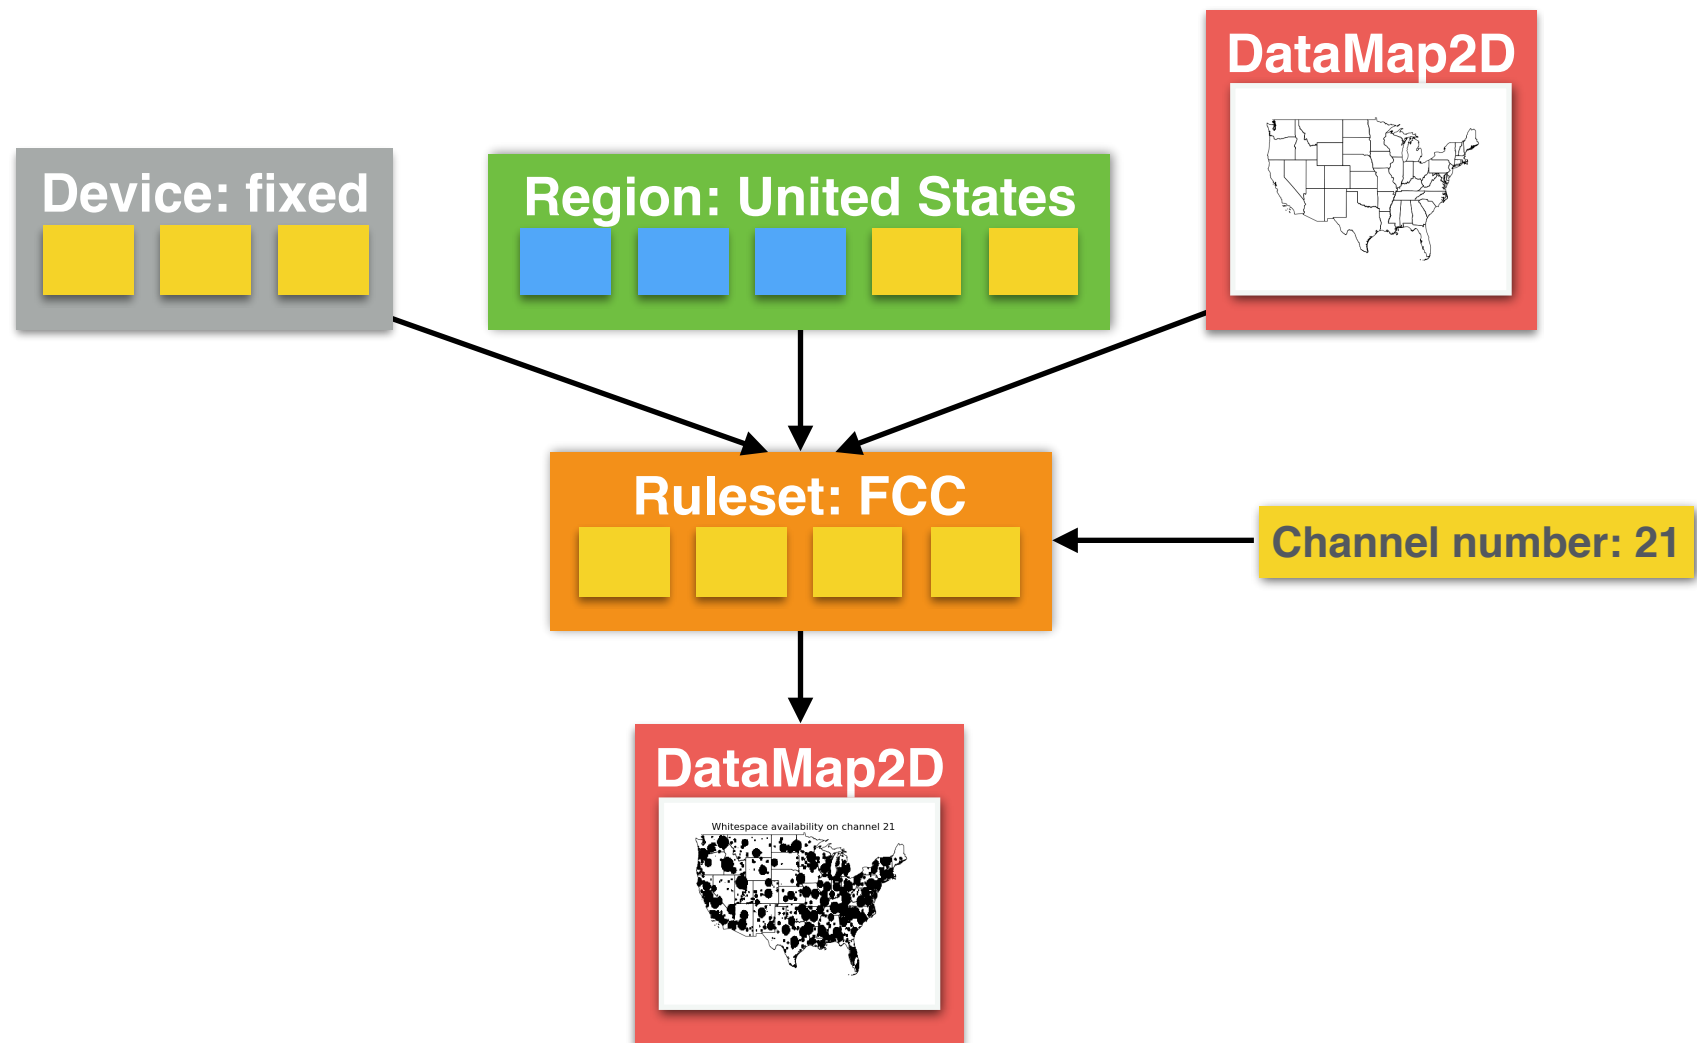 DataMap2D
Device: fixed
Region: United States
Ruleset: FCC
Channel number: 21
DataMap2D
Whitespace availability on channel 21